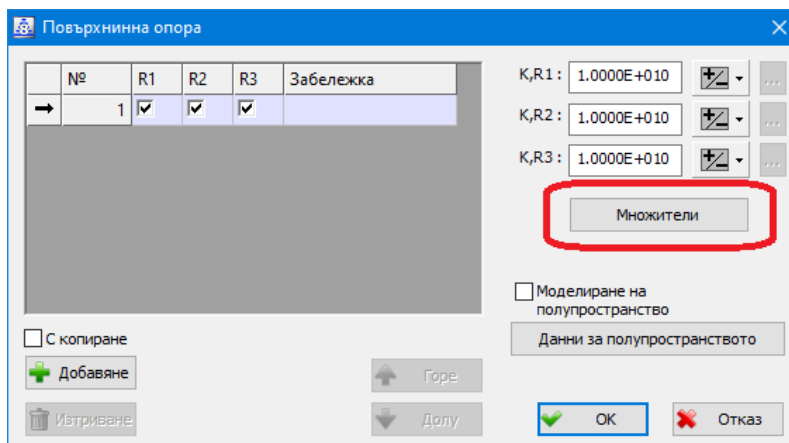 Повърхнинна опора
№ R1 R2 R3 Забележка
1
K,R1: 1.0000E+010
...
K,R2: 1.0000E+010
...
K,R3: 1.0000E+010
...
Множители
Моделиране на
полупространство
Данни за полупространството
С копиране
Добавяне
Горе
Изтриване
Долу
OK
Отказ